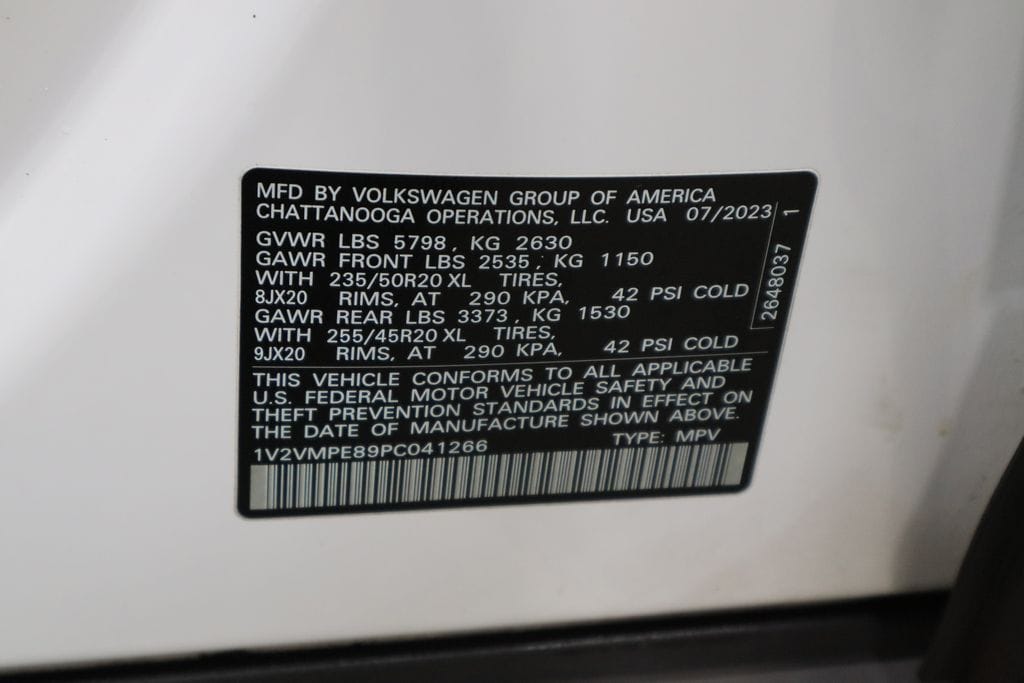 MFD BY VOLKSWAGEN GROUP OF AMERICA
CHATTANOOGA OPERATIONS, LLC. USA 07/2023
GVWR LBS 5798, KG 2630
GAWR FRONT LBS 2535, KG 1150
WITH 235/50R20 XL TIRES,
8JX20 RIMS, AT 290 KPA, 42 PSI COLD
GAWR REAR LBS 3373, KG 1530
WITH 255/45R20 XL TIRES,
9JX20 RIMS, AT 290 KPA, 42 PSI COLD
2648037 1
THIS VEHICLE CONFORMS TO ALL APPLICABLE
U.S. FEDERAL MOTOR VEHICLE SAFETY AND
THEFT PREVENTION STANDARDS IN EFFECT ON
THE DATE OF MANUFACTURE SHOWN ABOVE.
1V2VMPE89PC041266 TYPE: MPV